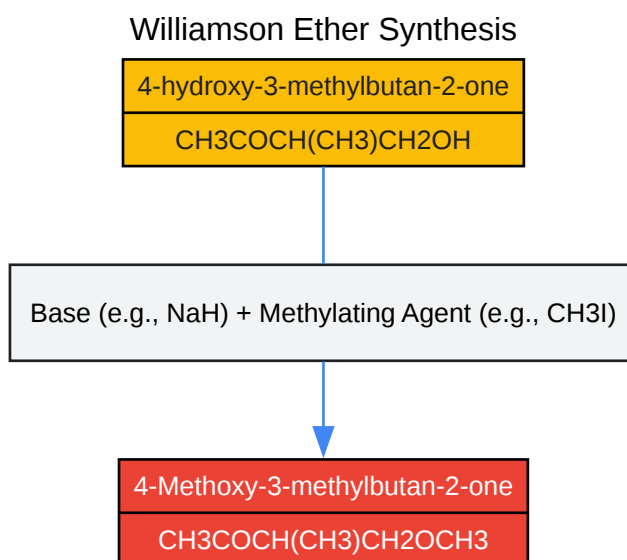 Williamson Ether Synthesis
4-hydroxy-3-methylbutan-2-one
CH3COCH(CH3)CH2OH
Base (e.g., NaH) + Methylating Agent (e.g., CH3I)
4-Methoxy-3-methylbutan-2-one
CH3COCH(CH3)CH2OCH3